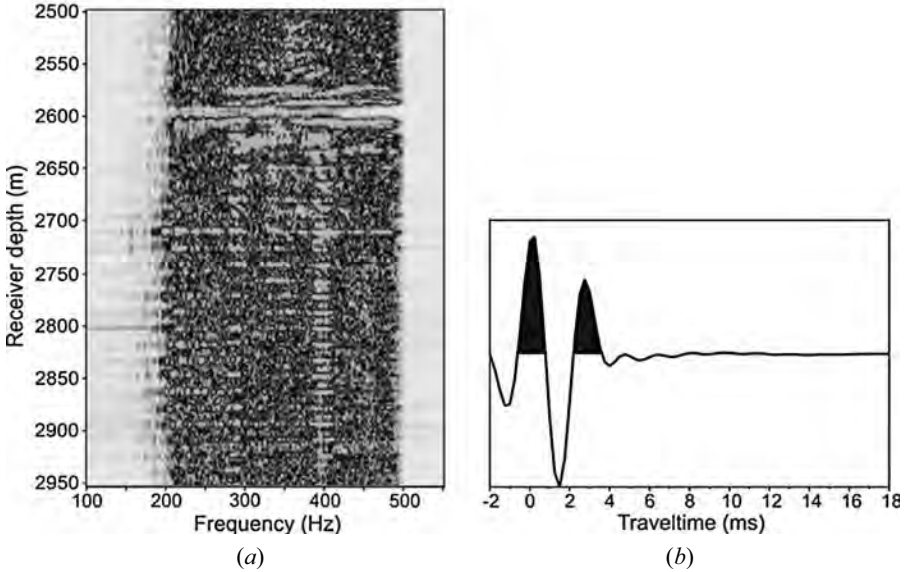 2500
2550
2600
2650
2700
2750
2800
2850
2900
2950
Receiver depth (m)
100 200 300 400 500
Frequency (Hz)
(a)
-2 0 2 4 6 8 10 12 14 16 18
Traveltime (ms)
(b)